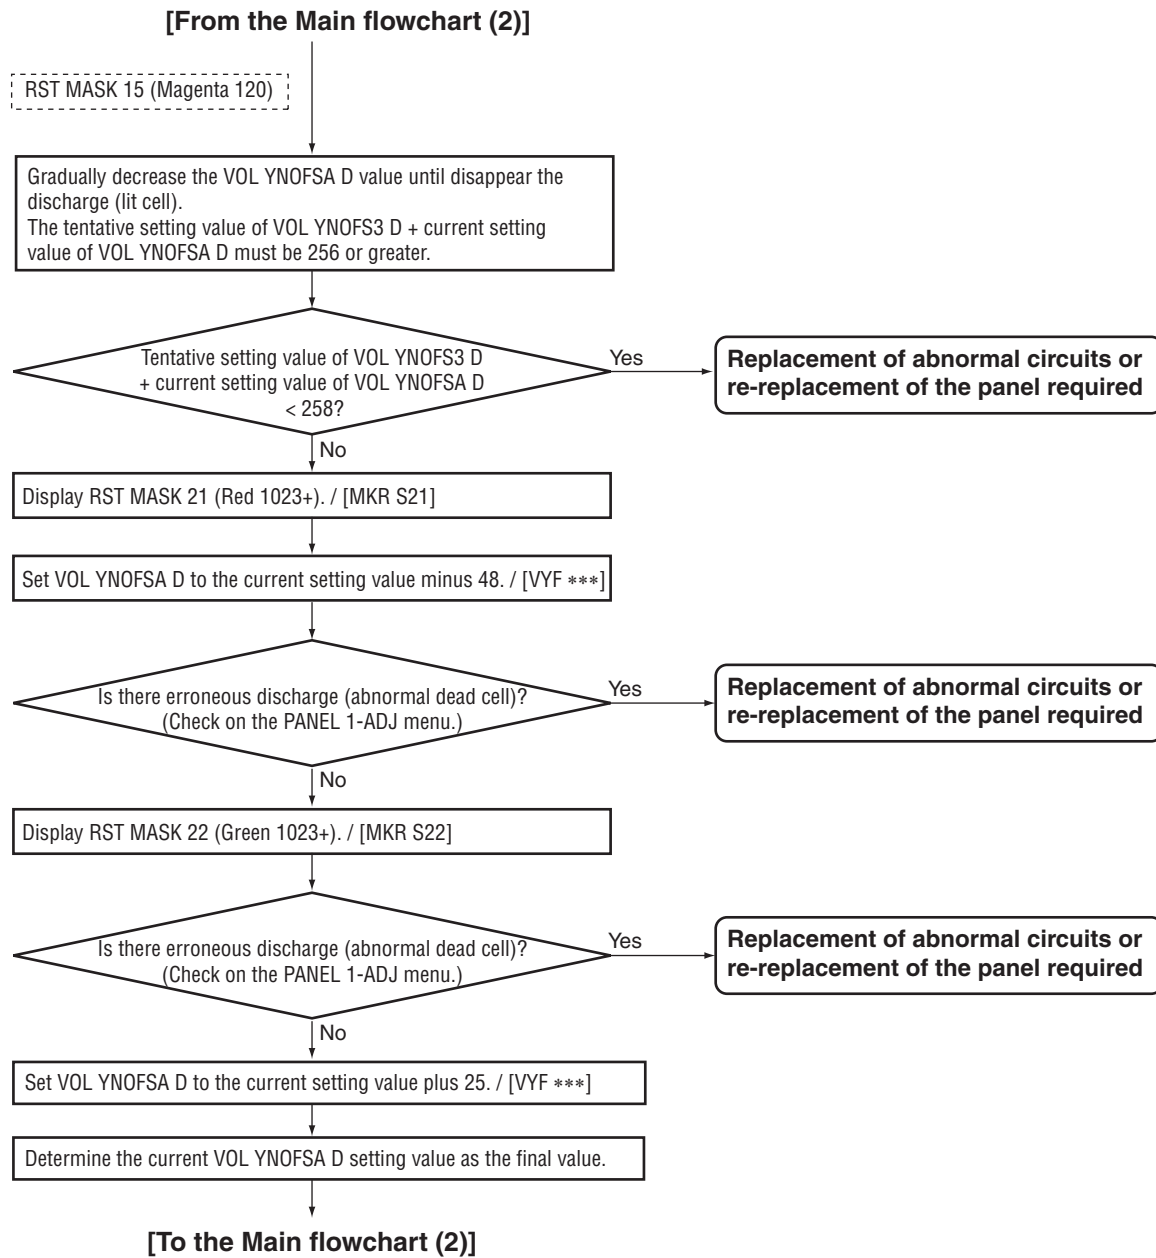 [From the Main flowchart (2)]
RST MASK 15 (Magenta 120)
Gradually decrease the VOL YNOFSA D value until disappear the
discharge (lit cell).
The tentative setting value of VOL YNOFS3 D + current setting
value of VOL YNOFSA D must be 256 or greater.
Tentative setting value of VOL YNOFS3 D
+ current setting value of VOL YNOFSA D
< 258?
Yes
Replacement of abnormal circuits or
re-replacement of the panel required
No
Display RST MASK 21 (Red 1023+). / [MKR S21]
Set VOL YNOFSA D to the current setting value minus 48. / [VYF ***]
Is there erroneous discharge (abnormal dead cell)?
(Check on the PANEL 1-ADJ menu.)
Yes
Replacement of abnormal circuits or
re-replacement of the panel required
No
Display RST MASK 22 (Green 1023+). / [MKR S22]
Is there erroneous discharge (abnormal dead cell)?
(Check on the PANEL 1-ADJ menu.)
Yes
Replacement of abnormal circuits or
re-replacement of the panel required
No
Set VOL YNOFSA D to the current setting value plus 25. / [VYF ***]
Determine the current VOL YNOFSA D setting value as the final value.
[To the Main flowchart (2)]